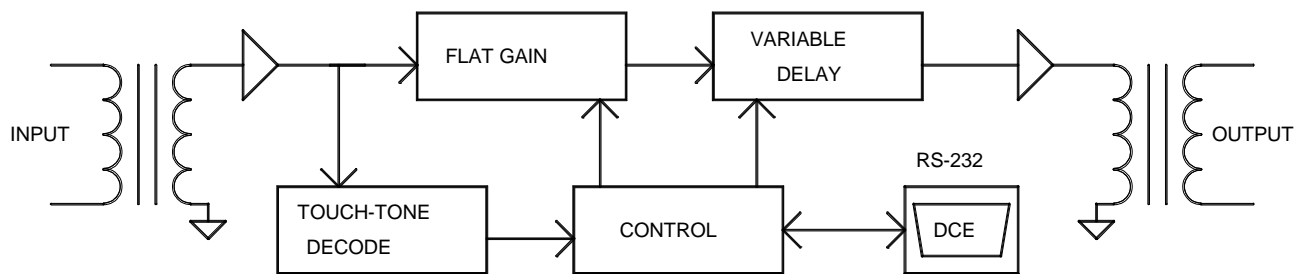 FLAT GAIN
VARIABLE
DELAY
INPUT
OUTPUT
RS-232
TOUCH-TONE
DECODE
CONTROL
DCE